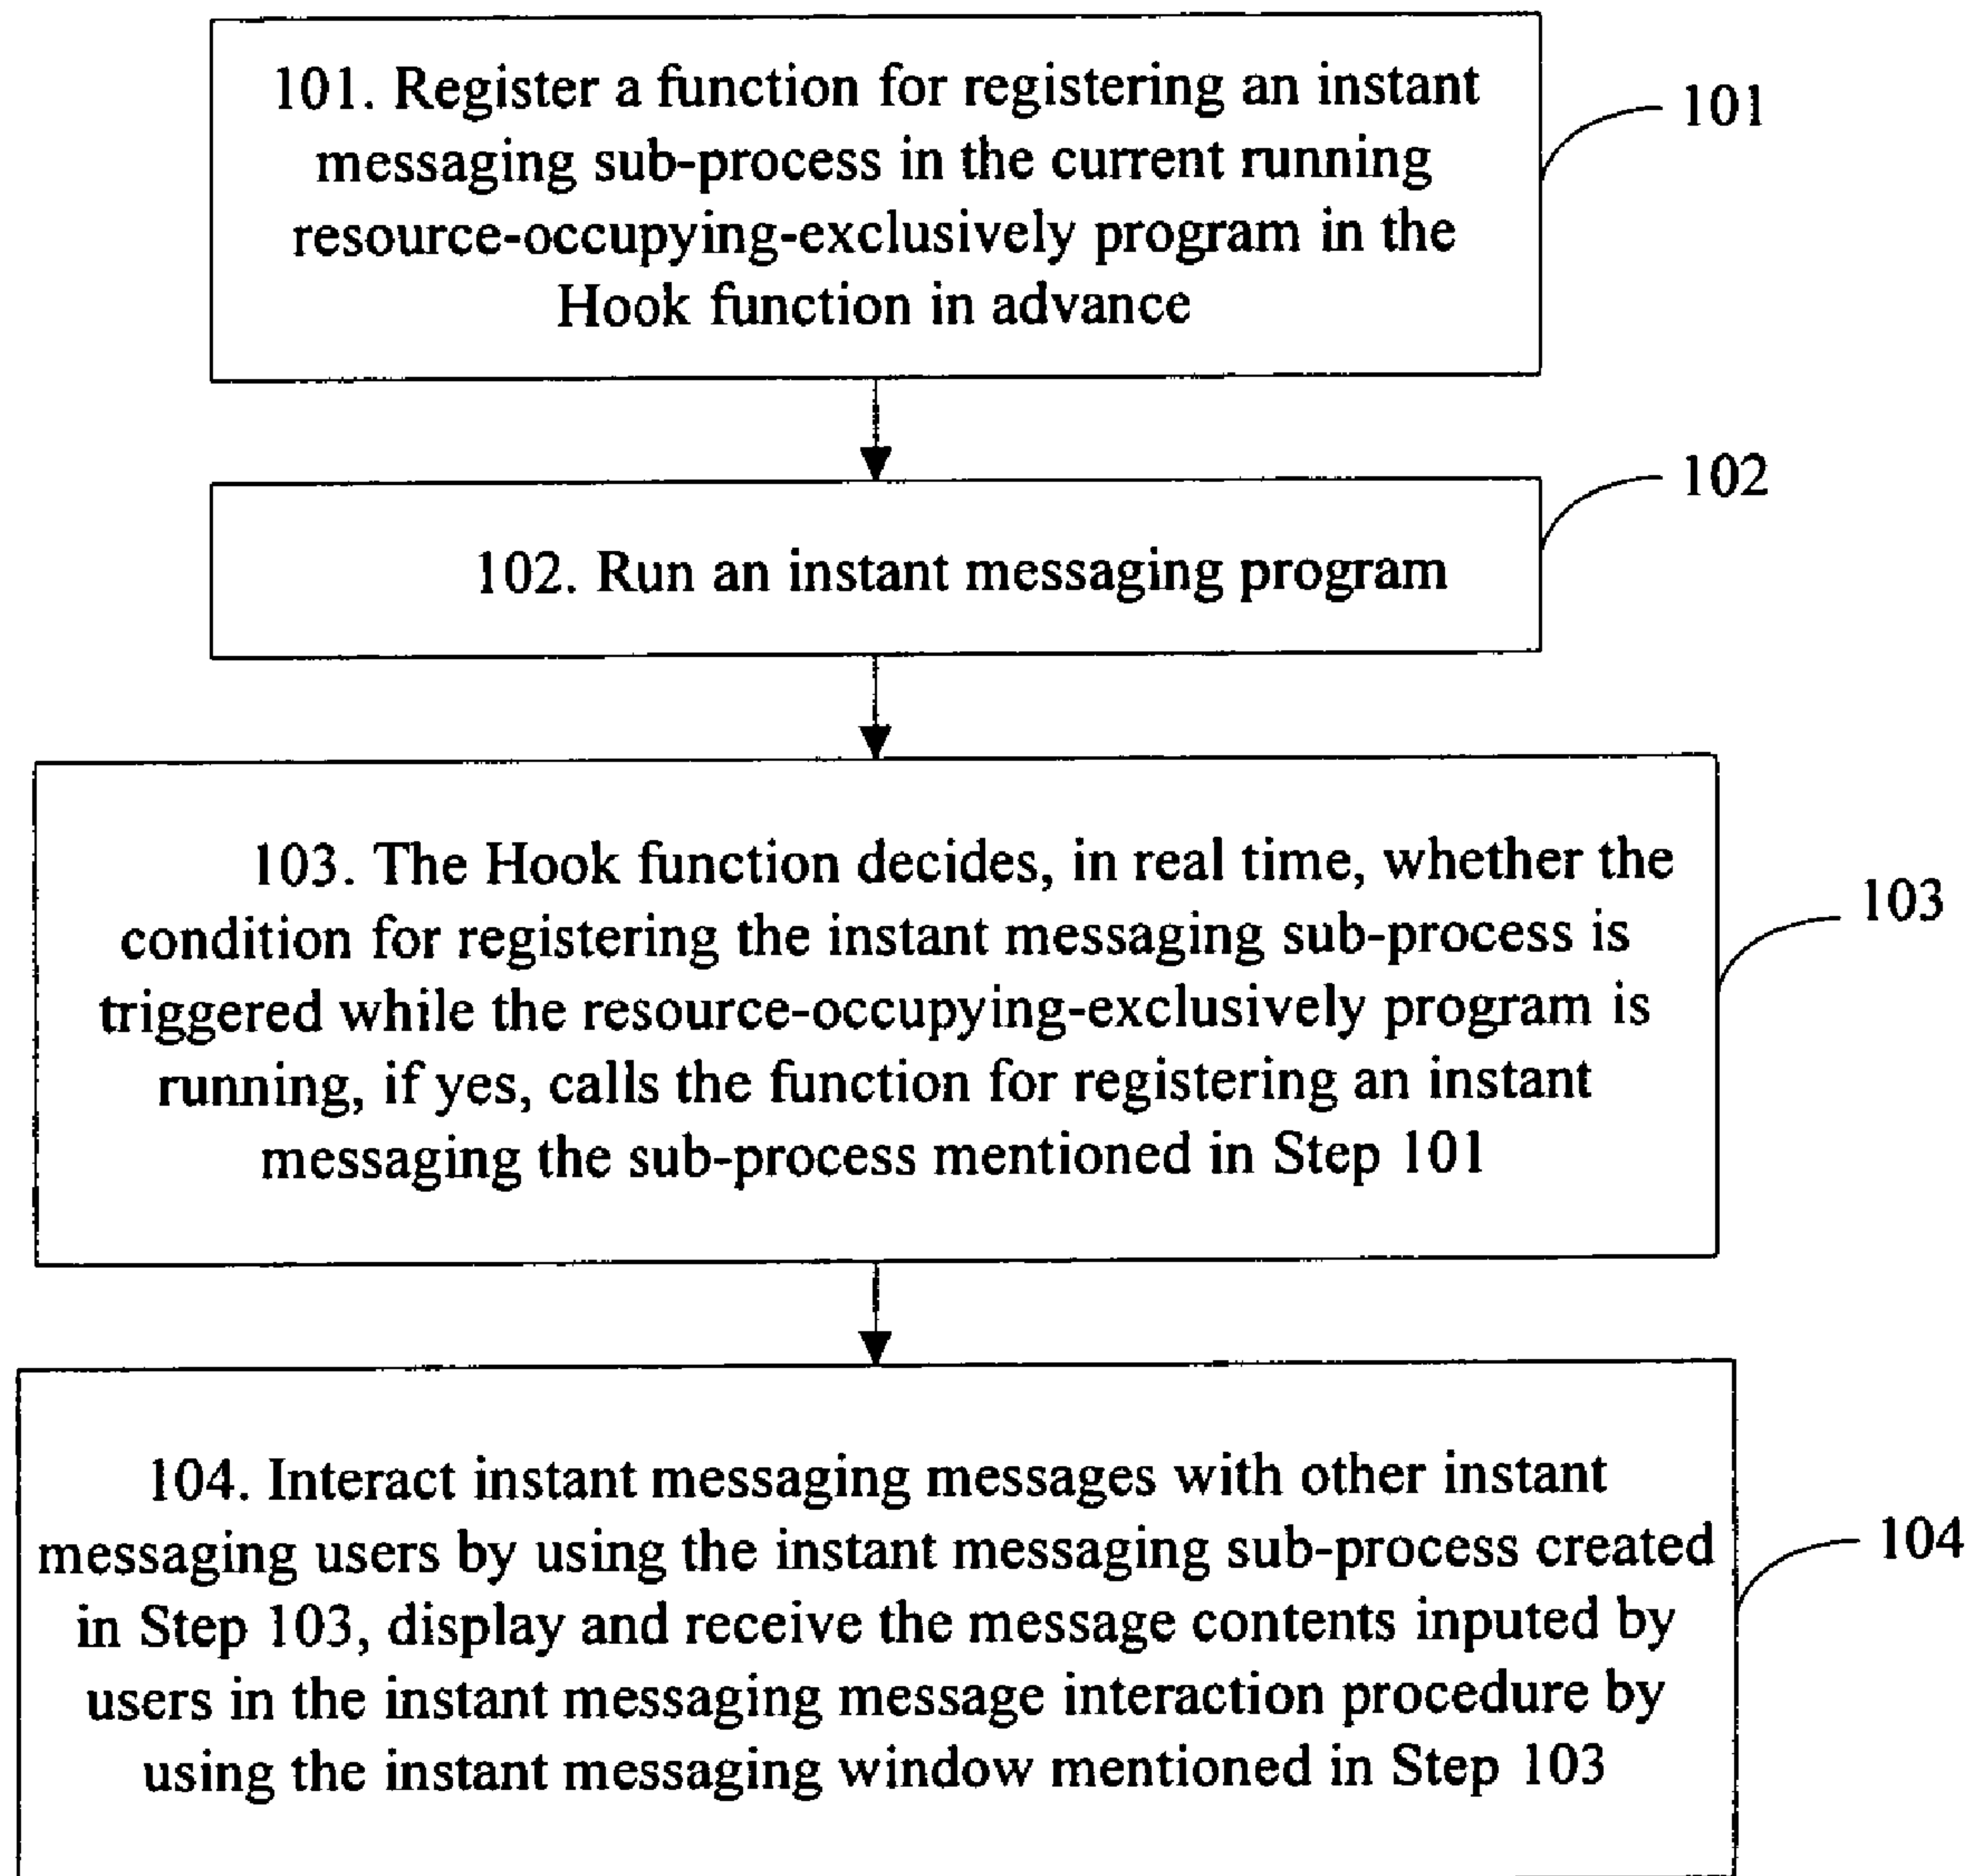 101. Register a function for registering an instant
messaging sub-process in the current running
resource-occupying-exclusively program in the
Hook function in advance
101
102. Run an instant messaging program
102
103. The Hook function decides, in real time, whether the
condition for registering the instant messaging sub-process is
triggered while the resource-occupying-exclusively program is
running, if yes, calls the function for registering an instant
messaging the sub-process mentioned in Step 101
103
104. Interact instant messaging messages with other instant
messaging users by using the instant messaging sub-process created
in Step 103, display and receive the message contents inputed by
users in the instant messaging message interaction procedure by
using the instant messaging window mentioned in Step 103
104